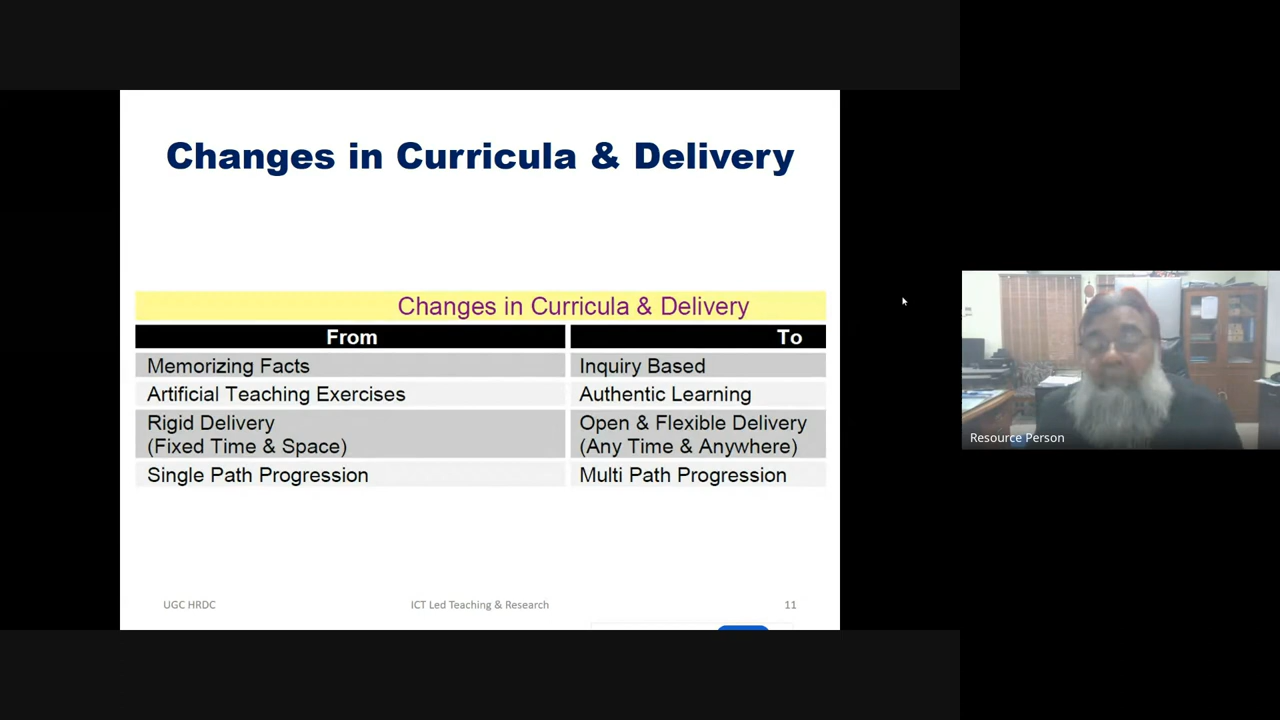 Changes in Curricula & Delivery
Changes in Curricula & Delivery
From To
Memorizing Facts Inquiry Based
Artificial Teaching Exercises Authentic Learning
Rigid Delivery Open & Flexible Delivery
(Fixed Time & Space) (Any Time & Anywhere)
Single Path Progression Multi Path Progression
Resource Person
UGC HRDC ICT Led Teaching & Research 11